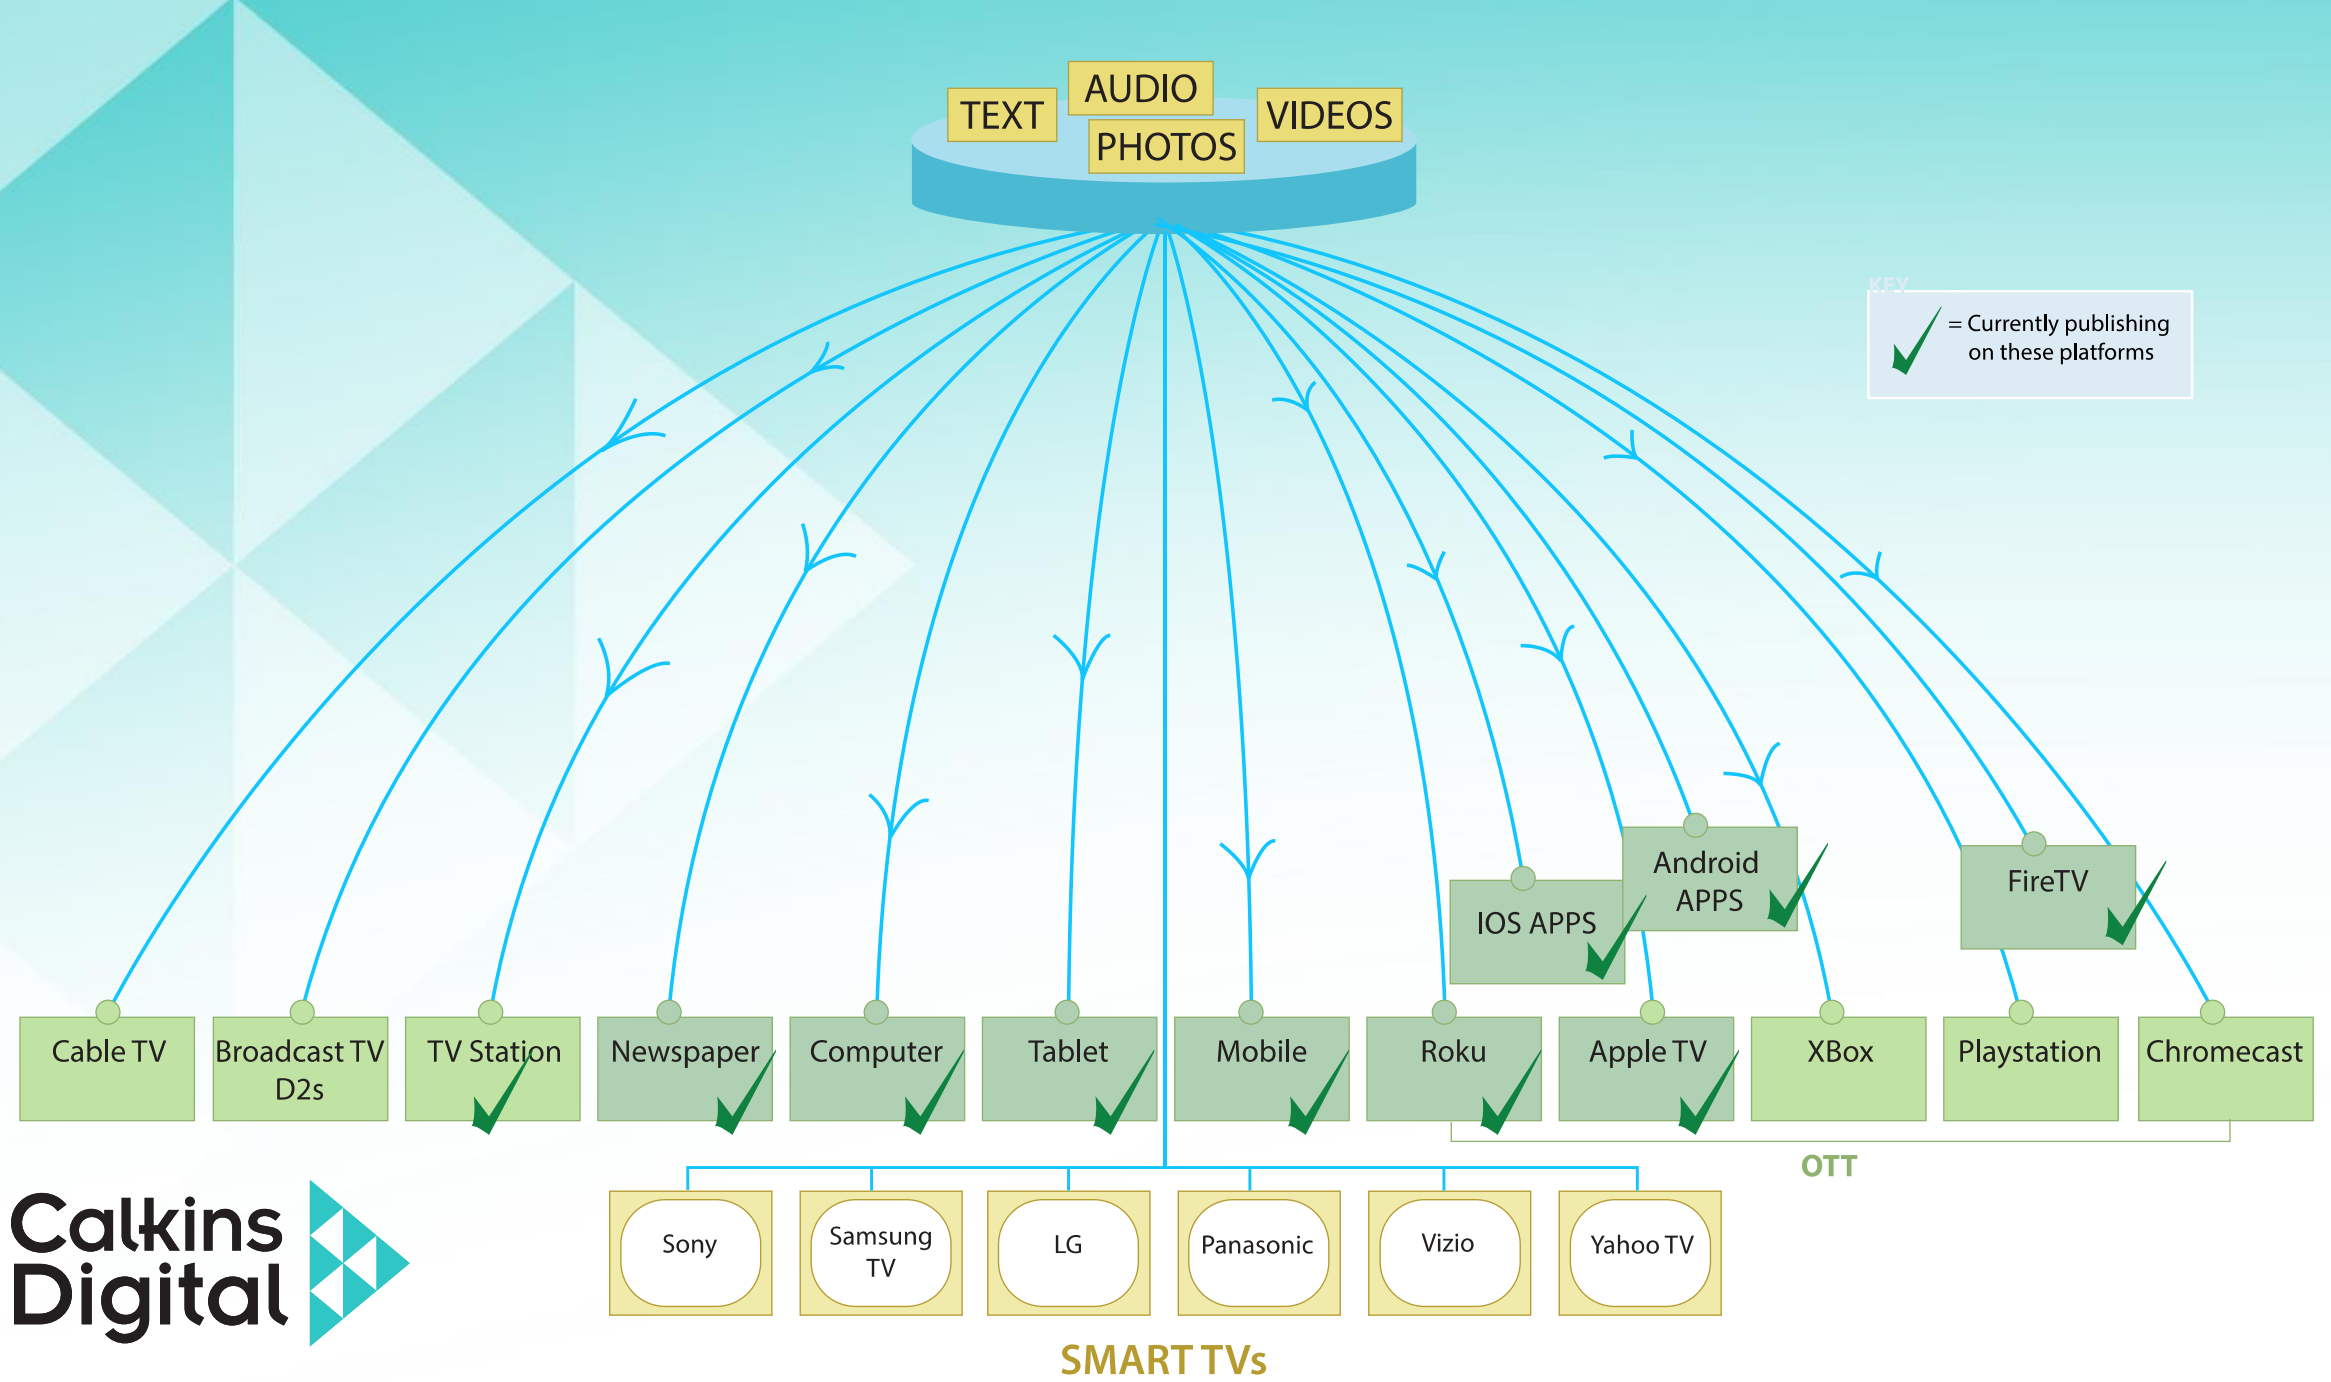 AUDIO
TEXT
VIDEOS
PHOTOS
KEY
= Currently publishing
on these platforms
Android
APPS
FireTV
IOS APPS
Cable TV
Broadcast TV
D2s
TV Station
Newspaper
Computer
Tablet
Mobile
Roku
Apple TV
XBox
Playstation
Chromecast
OTT
Sony
Samsung
TV
LG
Panasonic
Vizio
Yahoo TV
SMART TVs
Calkins
Digital